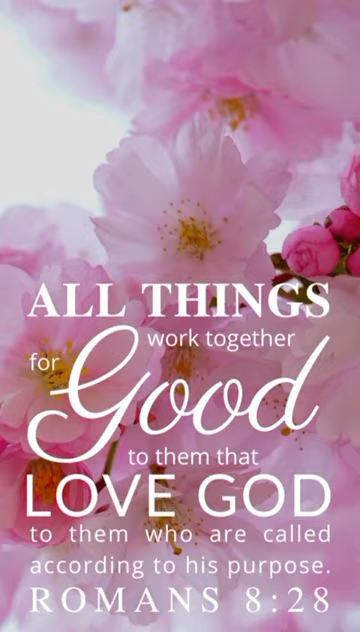 ALL THINGS
work together
for Good
to them that
LOVE GOD
to them who are called
according to his purpose.
ROMANS 8:28